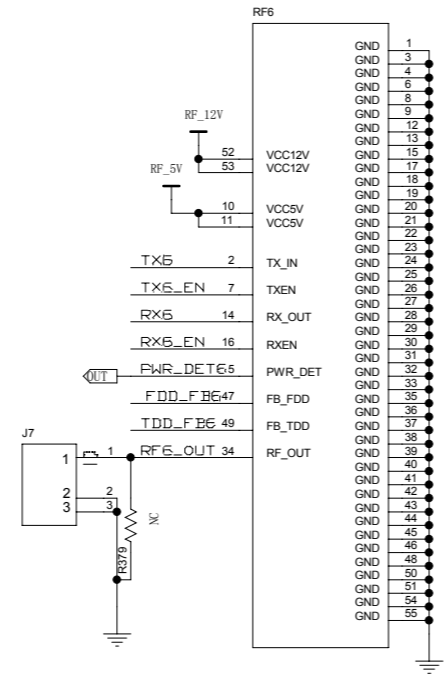 RF6
GND 1
GND 3
GND 4
GND 6
GND 8
GND 9
RF_12V
GND 12
GND 13
52 VCC12V GND 15
RF_5V 53 VCC12V GND 17
GND 18
GND 19
10 VCC5V GND 20
11 VCC5V GND 21
GND 22
GND 23
TX6 2 TX_IN GND 24
GND 25
TX6_EN 7 TXEN GND 26
GND 27
RX6 14 RX_OUT GND 28
GND 29
RX6_EN 16 RXEN GND 30
GND 31
OUT PWR_DET6 5 PWR_DET GND 32
GND 33
FDD_FB6 47 FB_FDD GND 35
GND 36
TDD_FB6 49 FB_TDD GND 37
J7 GND 38
1 1 RF6_OUT 34 RF_OUT GND 39
GND 40
GND 41
2 2 GND 42
3 3 GND 43
NC GND 44
GND 45
GND 46
R379 GND 48
GND 50
GND 51
GND 54
GND 55